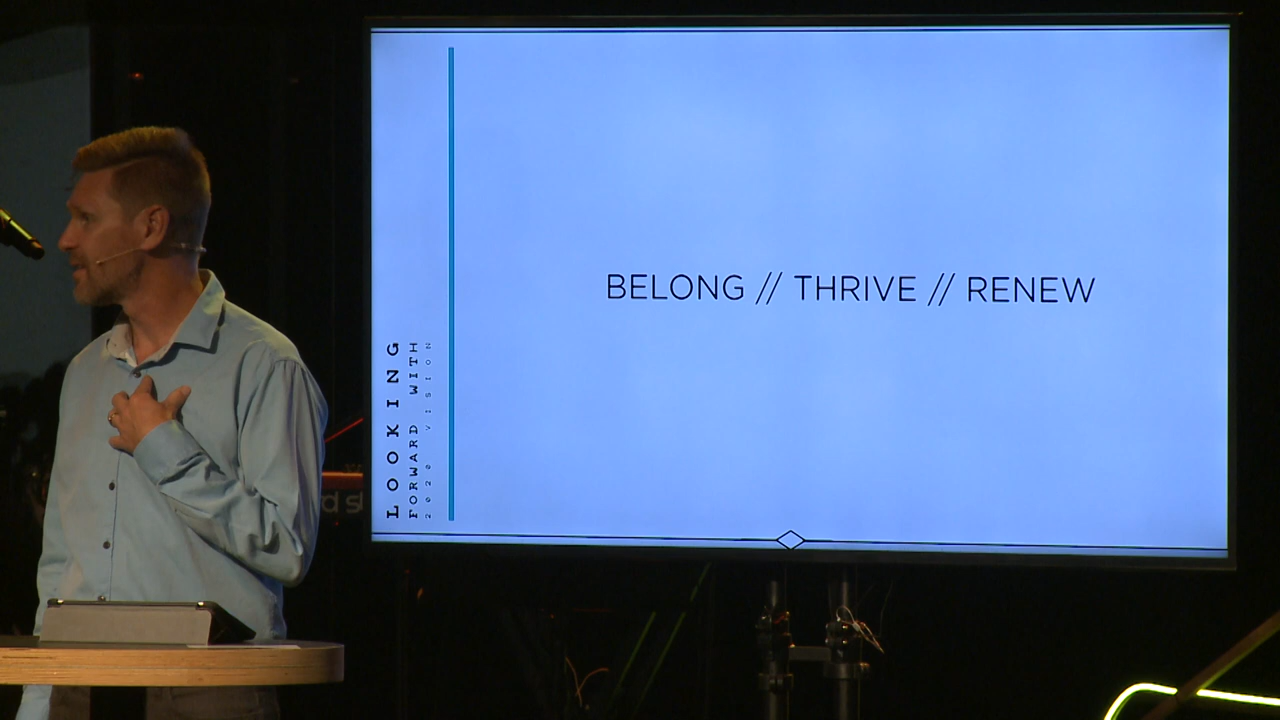 BELONG // THRIVE // RENEW
LOOKING
FORWARD WITH
2020 VISION